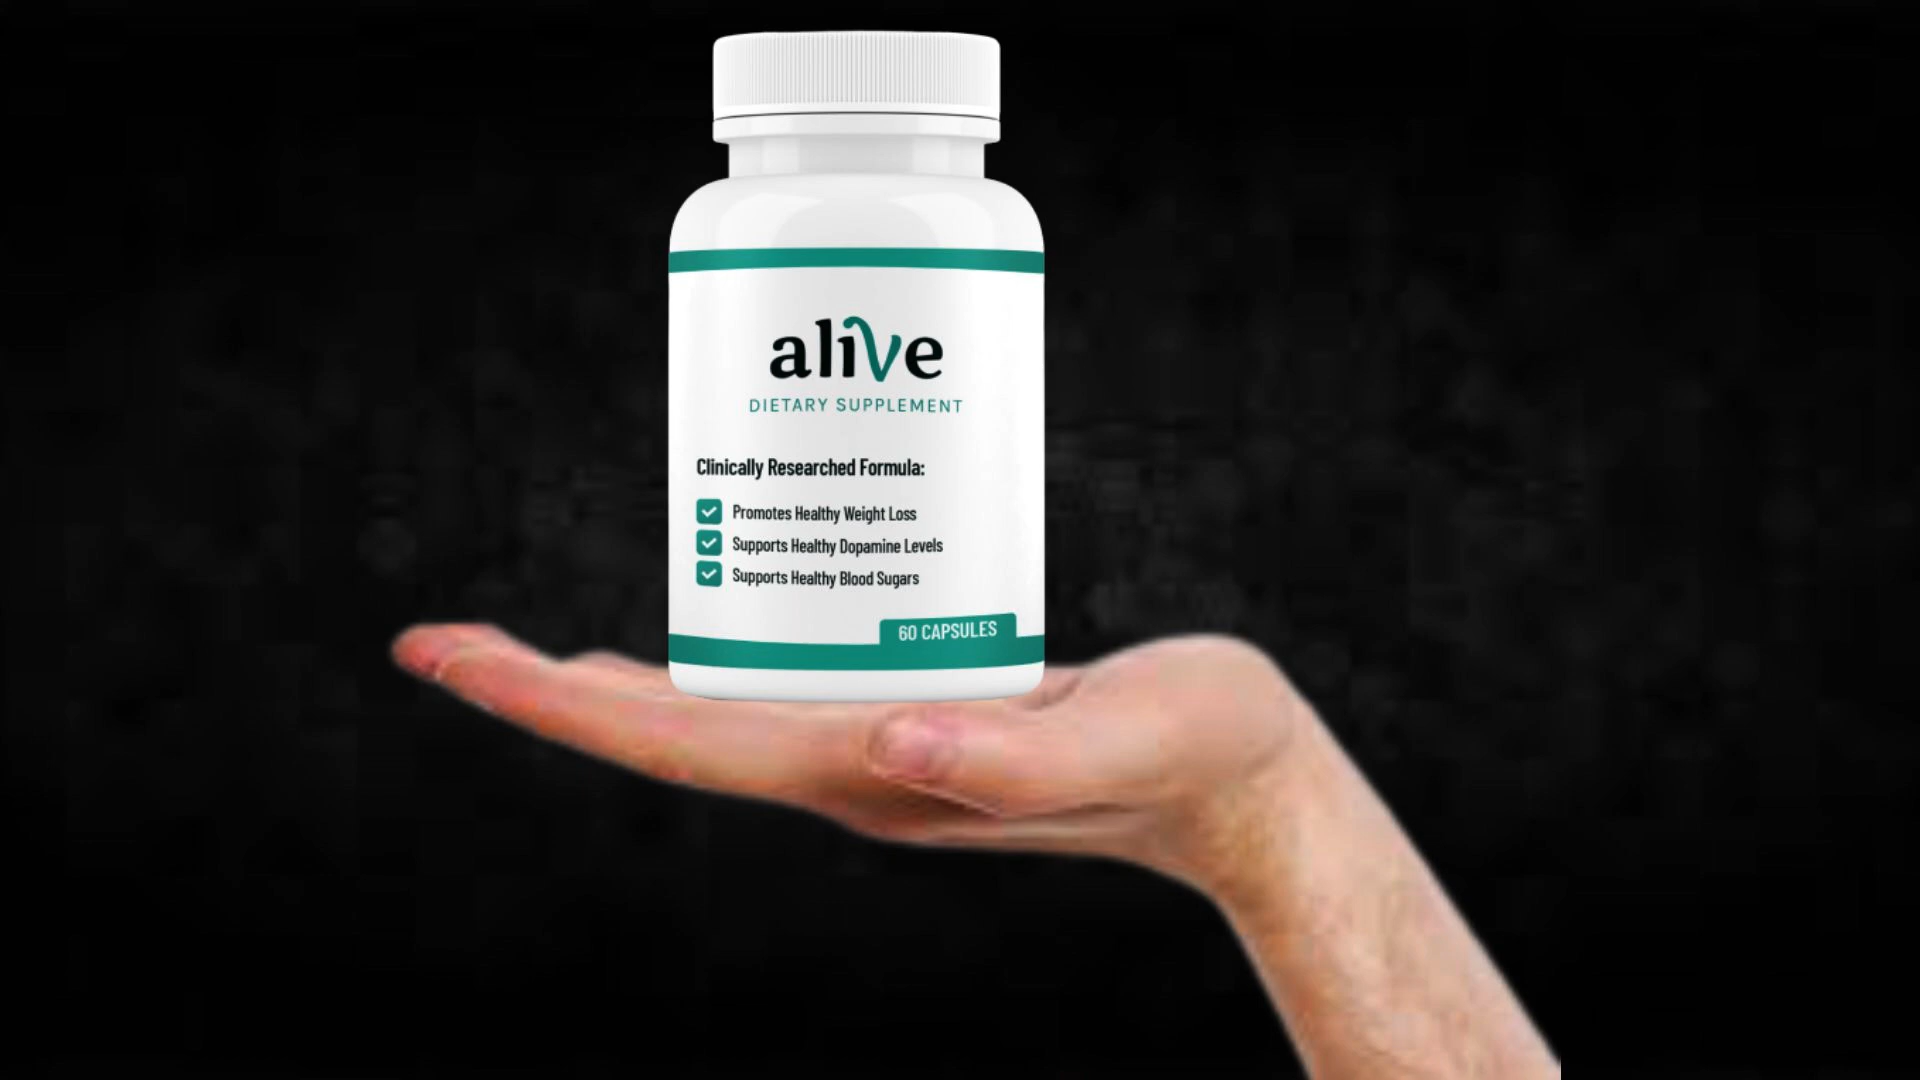 alive
DIETARY SUPPLEMENT
Clinically Researched Formula:
Promotes Healthy Weight Loss
Supports Healthy Dopamine Levels
Supports Healthy Blood Sugars
60 CAPSULES